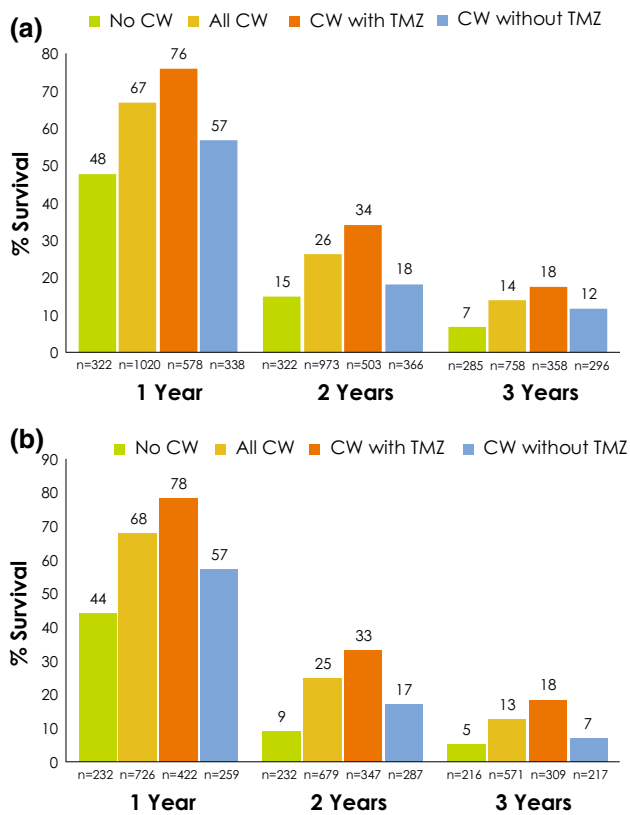 (a)
No CW All CW CW with TMZ CW without TMZ
% Survival
80
70
60
50
40
30
20
10
0
48 67 76 57
15 26 34 18
7 14 18 12
n=322 n=1020 n=578 n=338 n=322 n=973 n=503 n=366 n=285 n=758 n=358 n=296
1 Year 2 Years 3 Years
(b)
No CW All CW CW with TMZ CW without TMZ
% Survival
90
80
70
60
50
40
30
20
10
0
44 68 78 57
9 25 33 17
5 13 18 7
n=232 n=726 n=422 n=259 n=232 n=679 n=347 n=287 n=216 n=571 n=309 n=217
1 Year 2 Years 3 Years